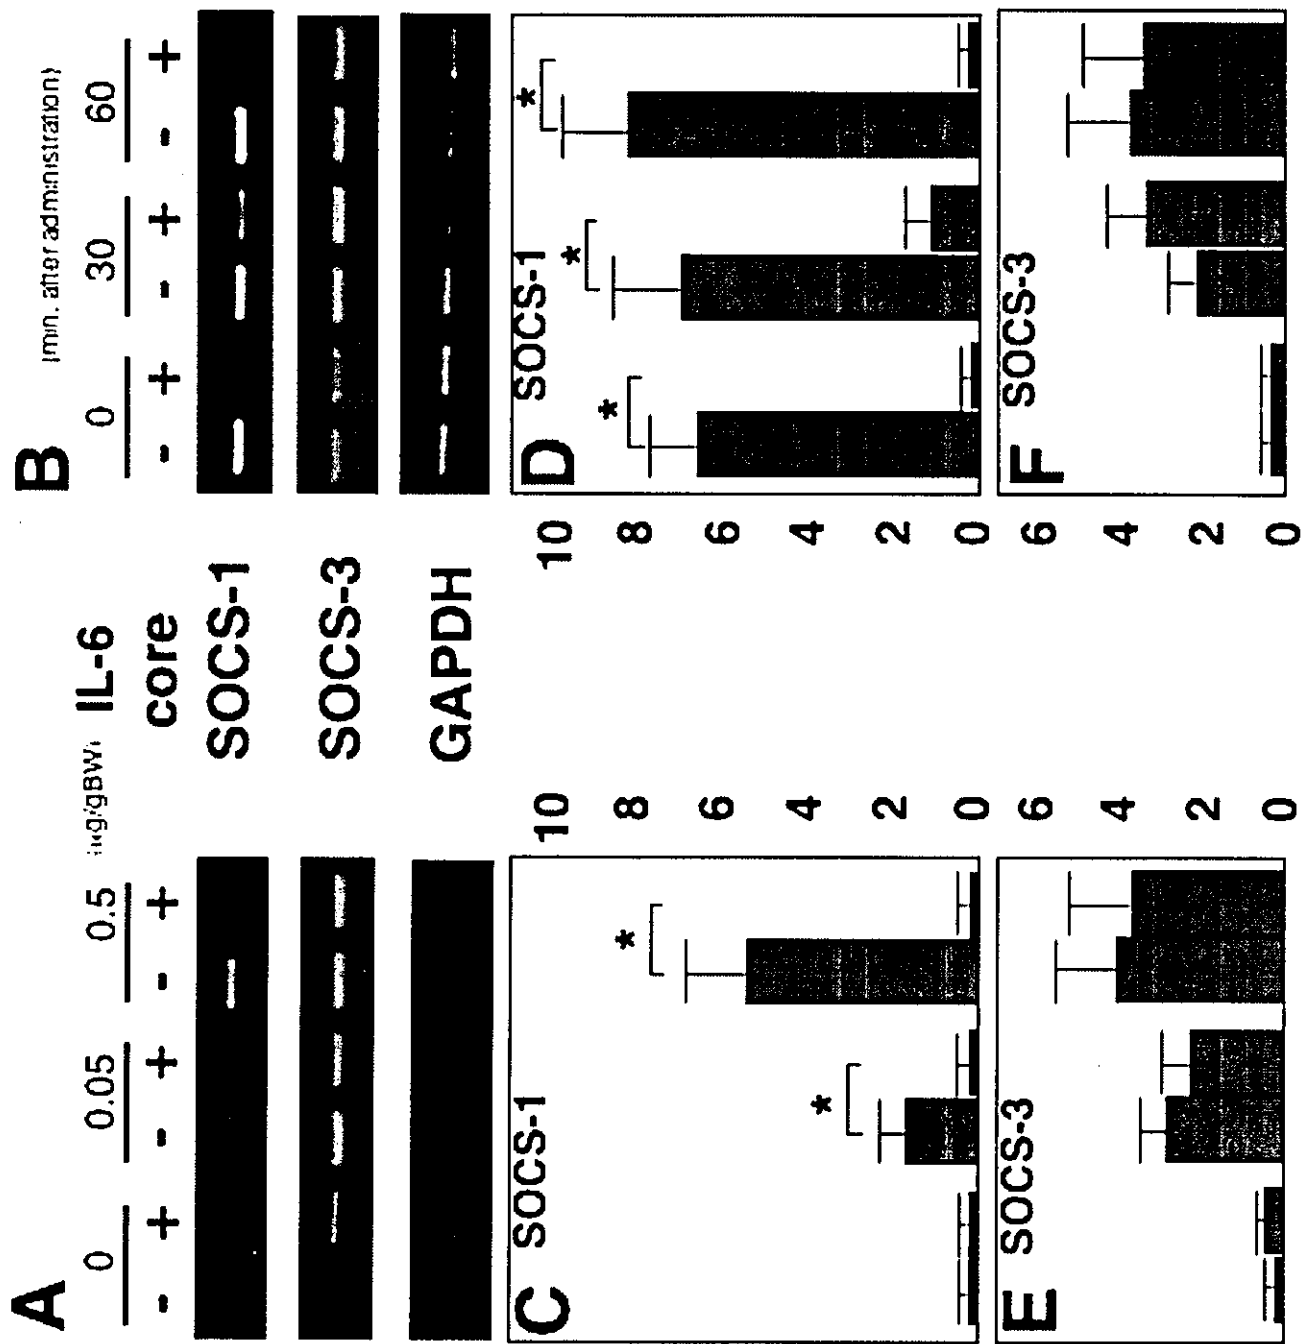 A
0 0.05 0.5 IL-6
- + - + - + core
SOCS-1
SOCS-3
GAPDH
B
(min. after administration)
0 30 60
- + - + - +
C SOCS-1
* *
10
8
6
4
2
0
D SOCS-1
* * *
10
8
6
4
2
0
E SOCS-3
6
4
2
0
F SOCS-3
6
4
2
0